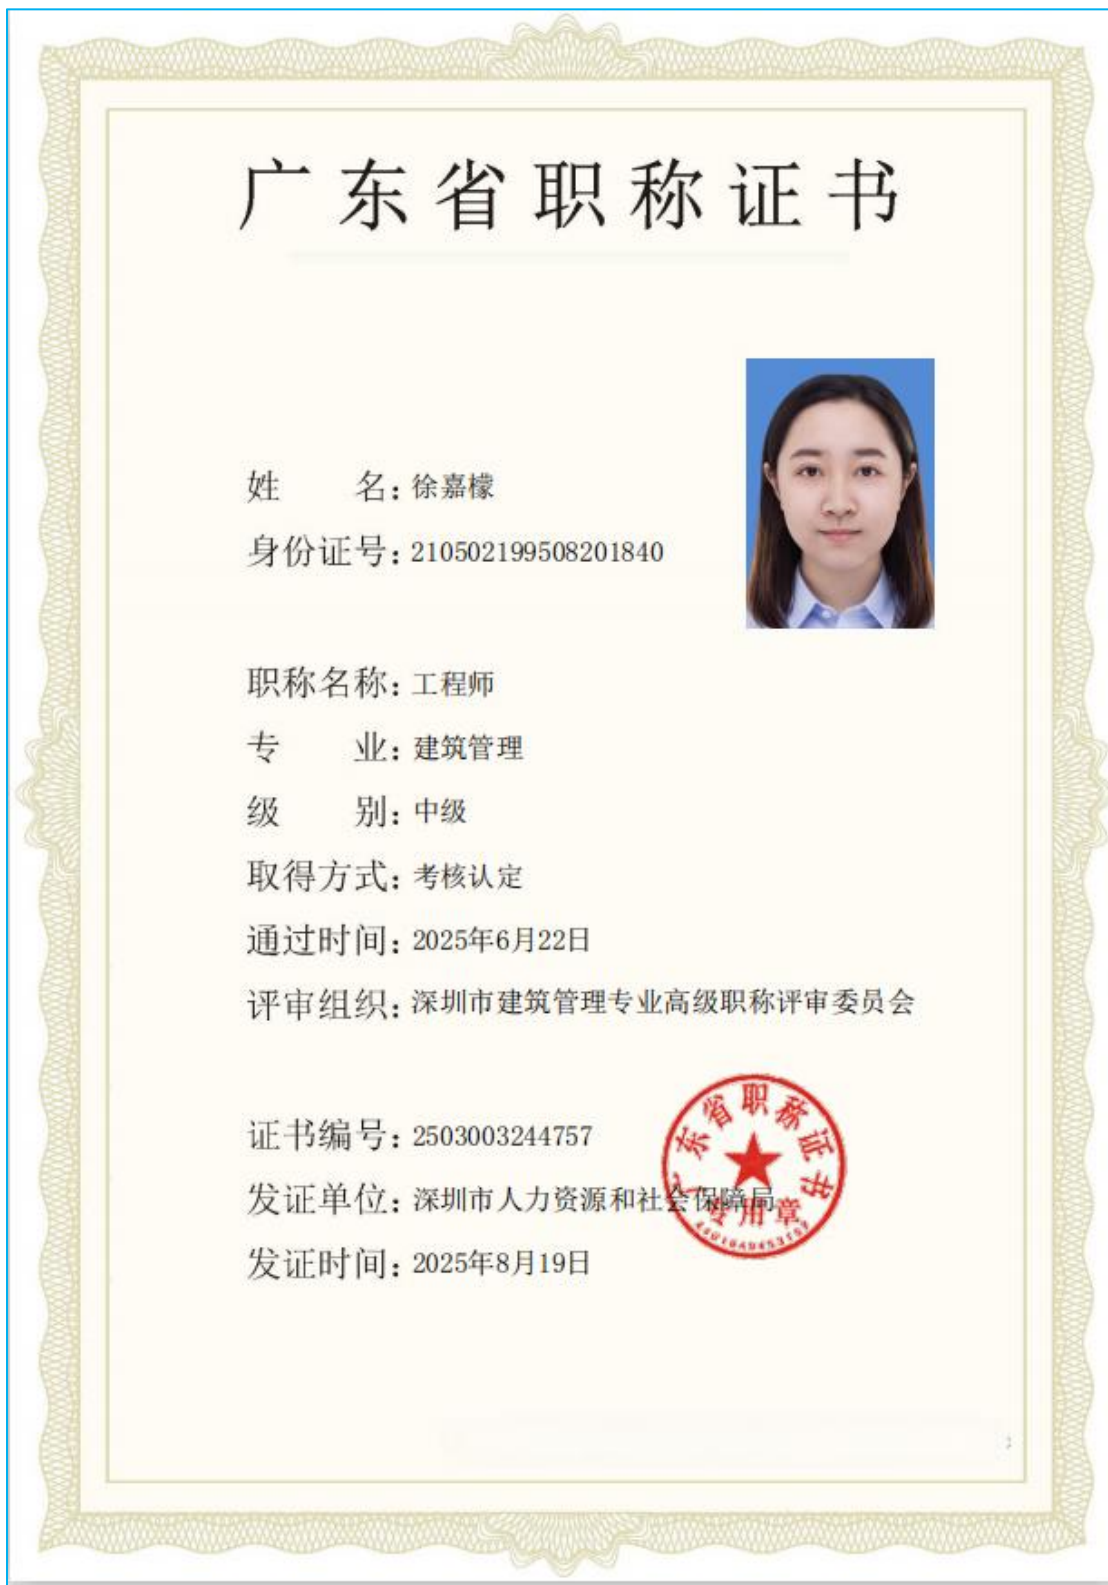 广东省职称证书
姓 名：徐嘉檬
身份证号：210502199508201840
职称名称：工程师
专 业：建筑管理
级 别：中级
取得方式：考核认定
通过时间：2025年6月22日
评审组织：深圳市建筑管理专业高级职称评审委员会
证书编号：2503003244757
发证单位：深圳市人力资源和社会保障局
发证时间：2025年8月19日
广东省职称证书
专用章